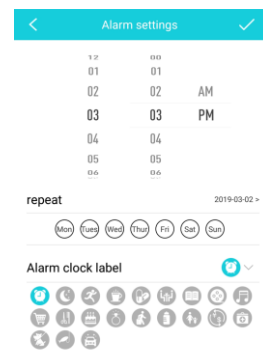 Alarm settings
12 00
01 01
02 02 AM
03 03 PM
04 04
05 05
06 06
repeat 2019-03-02 >
Mon Tues Wed Thur Fri Sat Sun
Alarm clock label